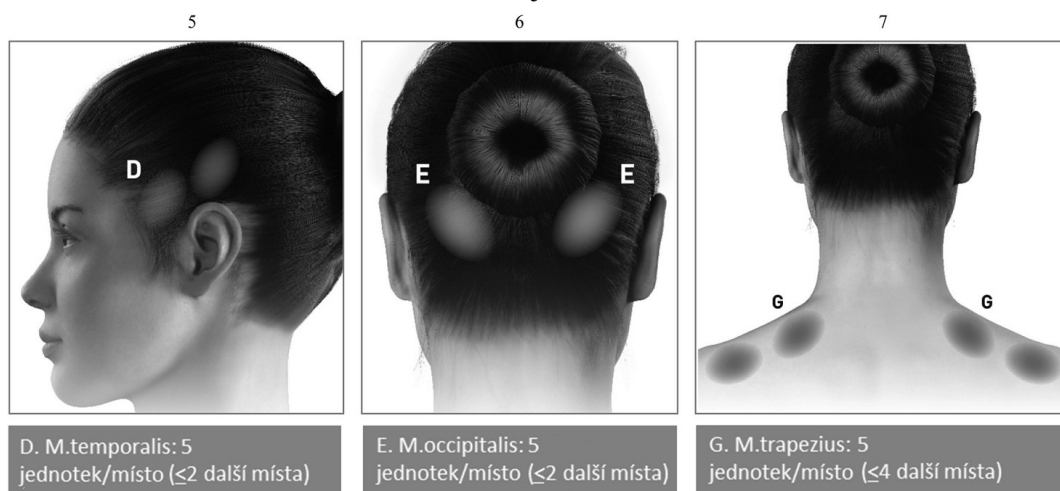 5
6
7
D
E
E
G
G
D. M.temporalis: 5
jednotek/místo (≤2 další místa)
E. M.occipitalis: 5
jednotek/místo (≤2 další místa)
G. M.trapezius: 5
jednotek/místo (≤4 další místa)